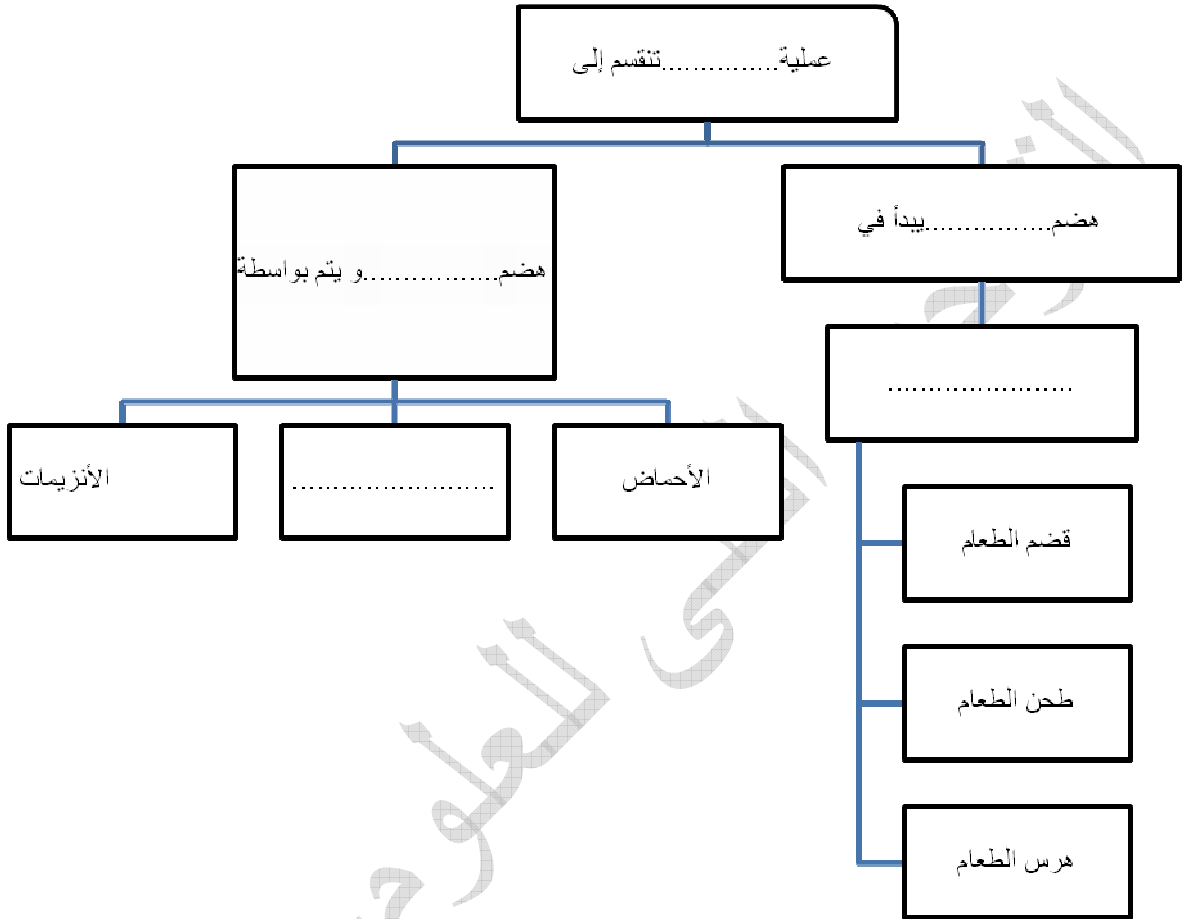 عملية...............تنقسم إلى
هضم................يبدأ في
هضم.................و يتم بواسطة
.......................
الأحماض
.........................
الأنزيمات
قضم الطعام
طحن الطعام
هرس الطعام